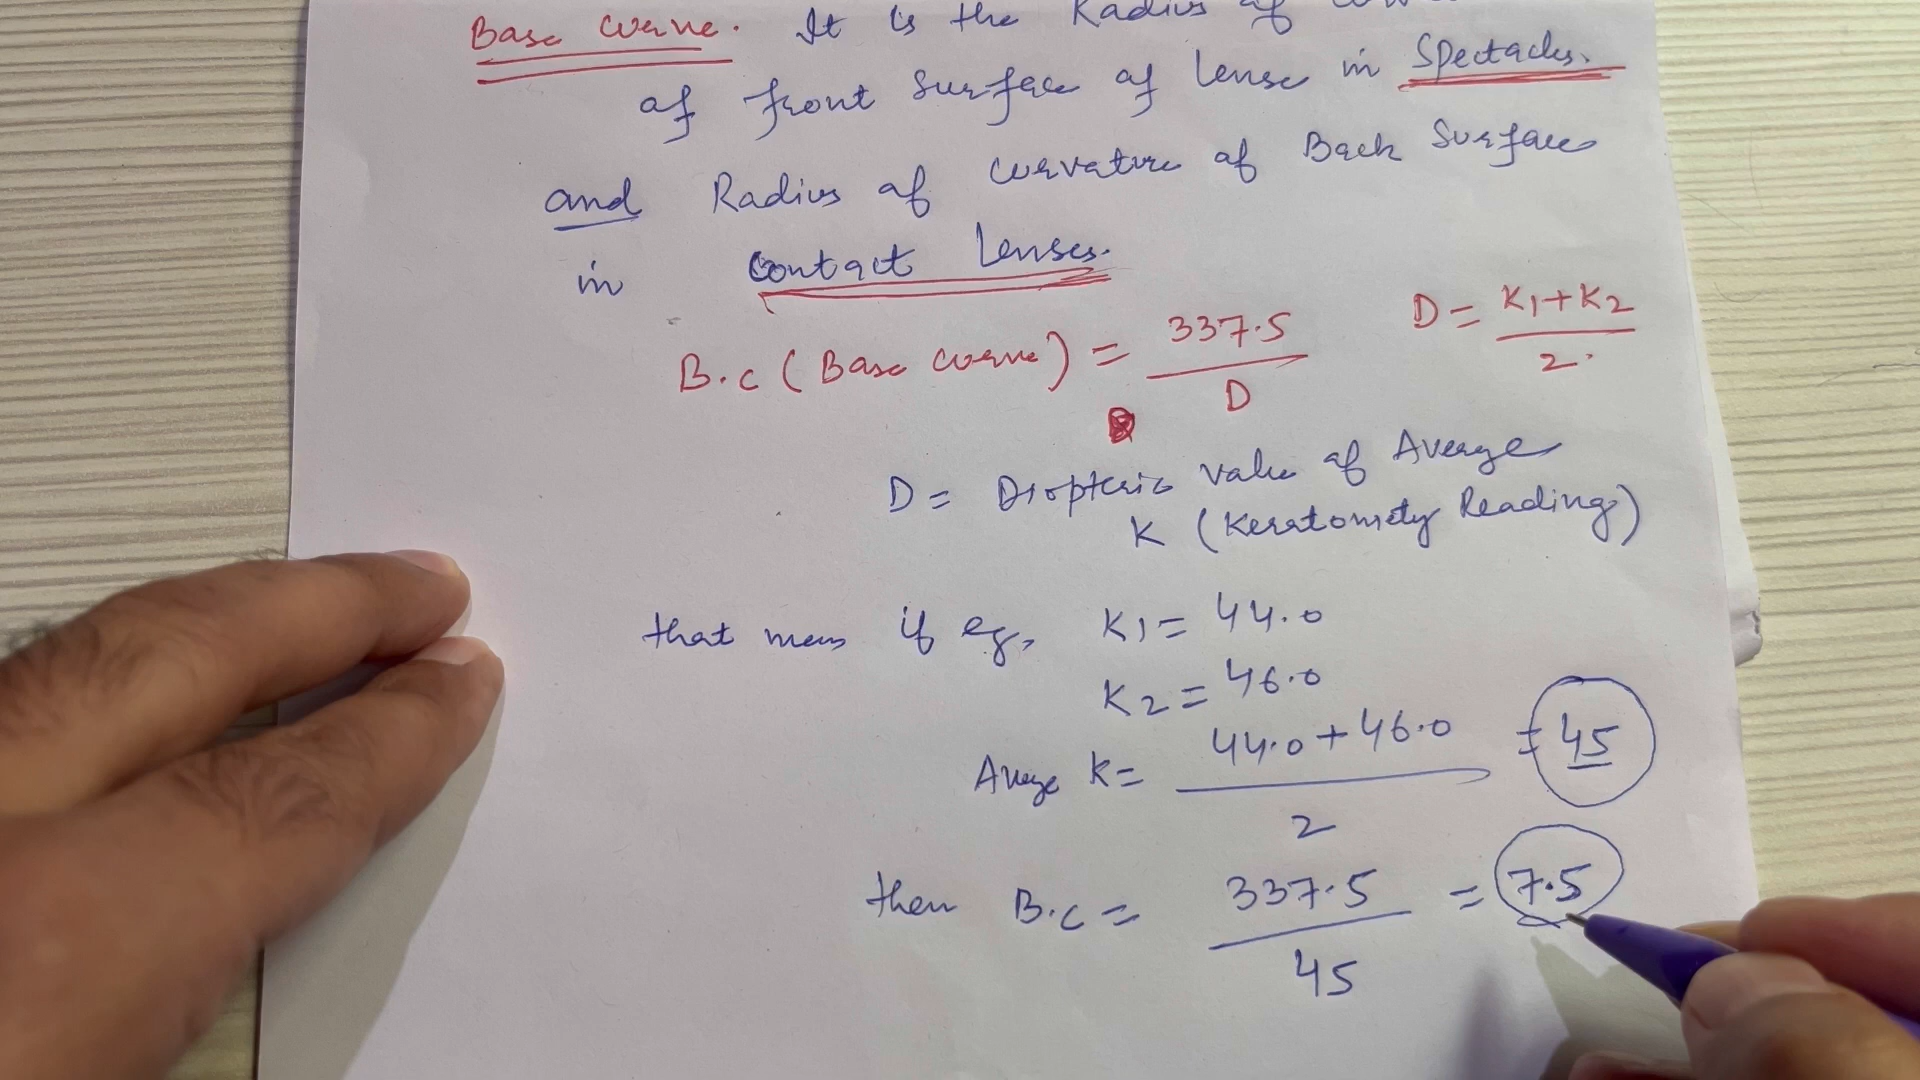 Base curve. It is the Radius of
of front surface of lense in Spectacles.
and Radius of curvature of Back surface
in Contact Lenses.
B.C (Base curve) = 337.5 / D
D = K1+K2 / 2.
D = Dioptric value of Average
K (Keratometry Reading)
that means if eg, K1 = 44.0
K2 = 46.0
Average K = 44.0 + 46.0 / 2 = 45
then B.C = 337.5 / 45 = 7.5